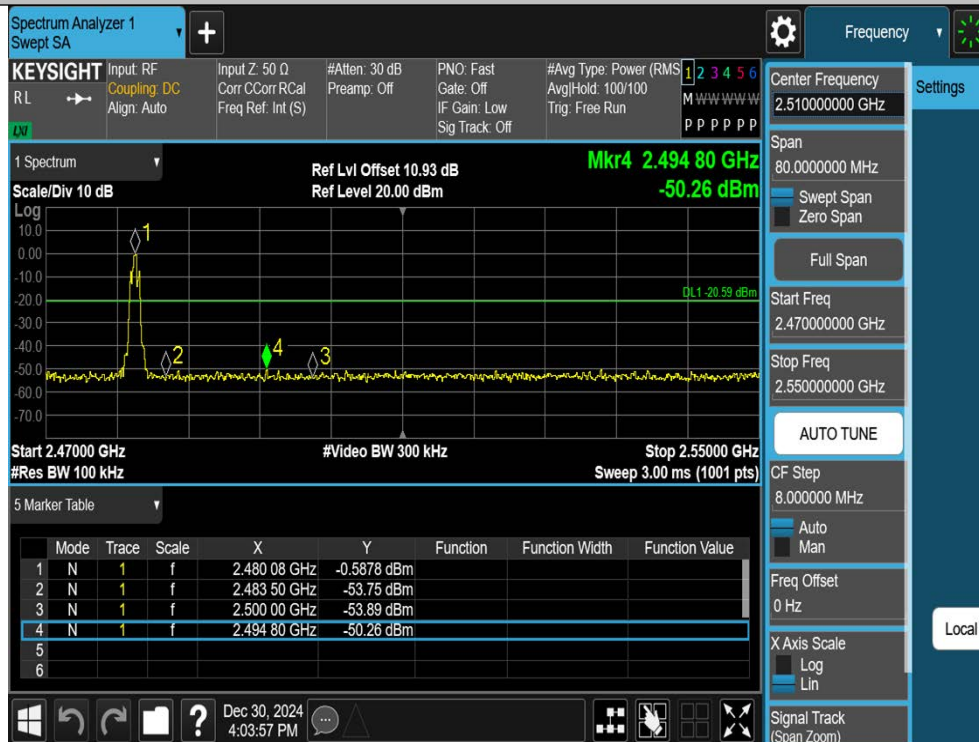 Spectrum Analyzer 1
Swept SA
+
Frequency
KEYSIGHT Input: RF Input Z: 50 Ω #Atten: 30 dB PNO: Fast #Avg Type: Power (RMS 1 2 3 4 5 6
R L Coupling: DC Corr CCorr RCal Preamp: Off Gate: Off Avg|Hold: 100/100 M W W W W W
Align: Auto Freq Ref: Int (S) IF Gain: Low Trig: Free Run
LXI Sig Track: Off P P P P P P
Center Frequency
2.510000000 GHz
Settings
1 Spectrum
Scale/Div 10 dB
Ref Lvl Offset 10.93 dB
Ref Level 20.00 dBm
Mkr4 2.494 80 GHz
-50.26 dBm
Log
10.0
0.00
-10.0
-20.0
-30.0
-40.0
-50.0
-60.0
-70.0
1
2
4
3
DL1 -20.59 dBm
Start 2.47000 GHz #Video BW 300 kHz Stop 2.55000 GHz
#Res BW 100 kHz Sweep 3.00 ms (1001 pts)
Span
80.0000000 MHz
Swept Span
Zero Span
Full Span
Start Freq
2.470000000 GHz
Stop Freq
2.550000000 GHz
AUTO TUNE
CF Step
8.000000 MHz
Auto
Man
Freq Offset
0 Hz
X Axis Scale
Log
Lin
Signal Track
(Span Zoom)
Local
5 Marker Table
Mode Trace Scale X Y Function Function Width Function Value
1 N 1 f 2.480 08 GHz -0.5878 dBm
2 N 1 f 2.483 50 GHz -53.75 dBm
3 N 1 f 2.500 00 GHz -53.89 dBm
4 N 1 f 2.494 80 GHz -50.26 dBm
5
6
?
Dec 30, 2024
4:03:57 PM